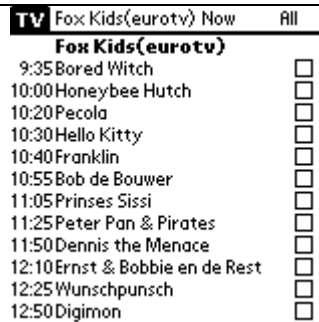 TV Fox Kids(eurotv) Now All
Fox Kids(eurotv)
9:35 Bored Witch
10:00 Honeybee Hutch
10:20 Pecola
10:30 Hello Kitty
10:40 Franklin
10:55 Bob de Bouwer
11:05 Prinses Sissi
11:25 Peter Pan & Pirates
11:50 Dennis the Menace
12:10 Ernst & Bobbie en de Rest
12:25 Wunschpunsch
12:50 Digimon